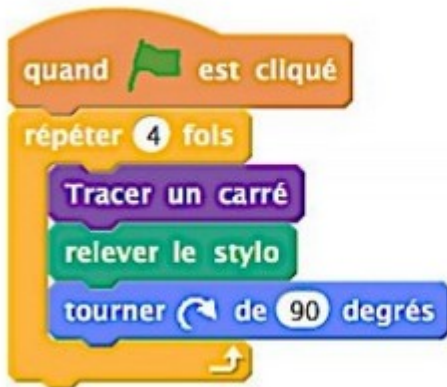 quand est cliqué
répéter 4 fois
Tracer un carré
relever le stylo
tourner de 90 degrés